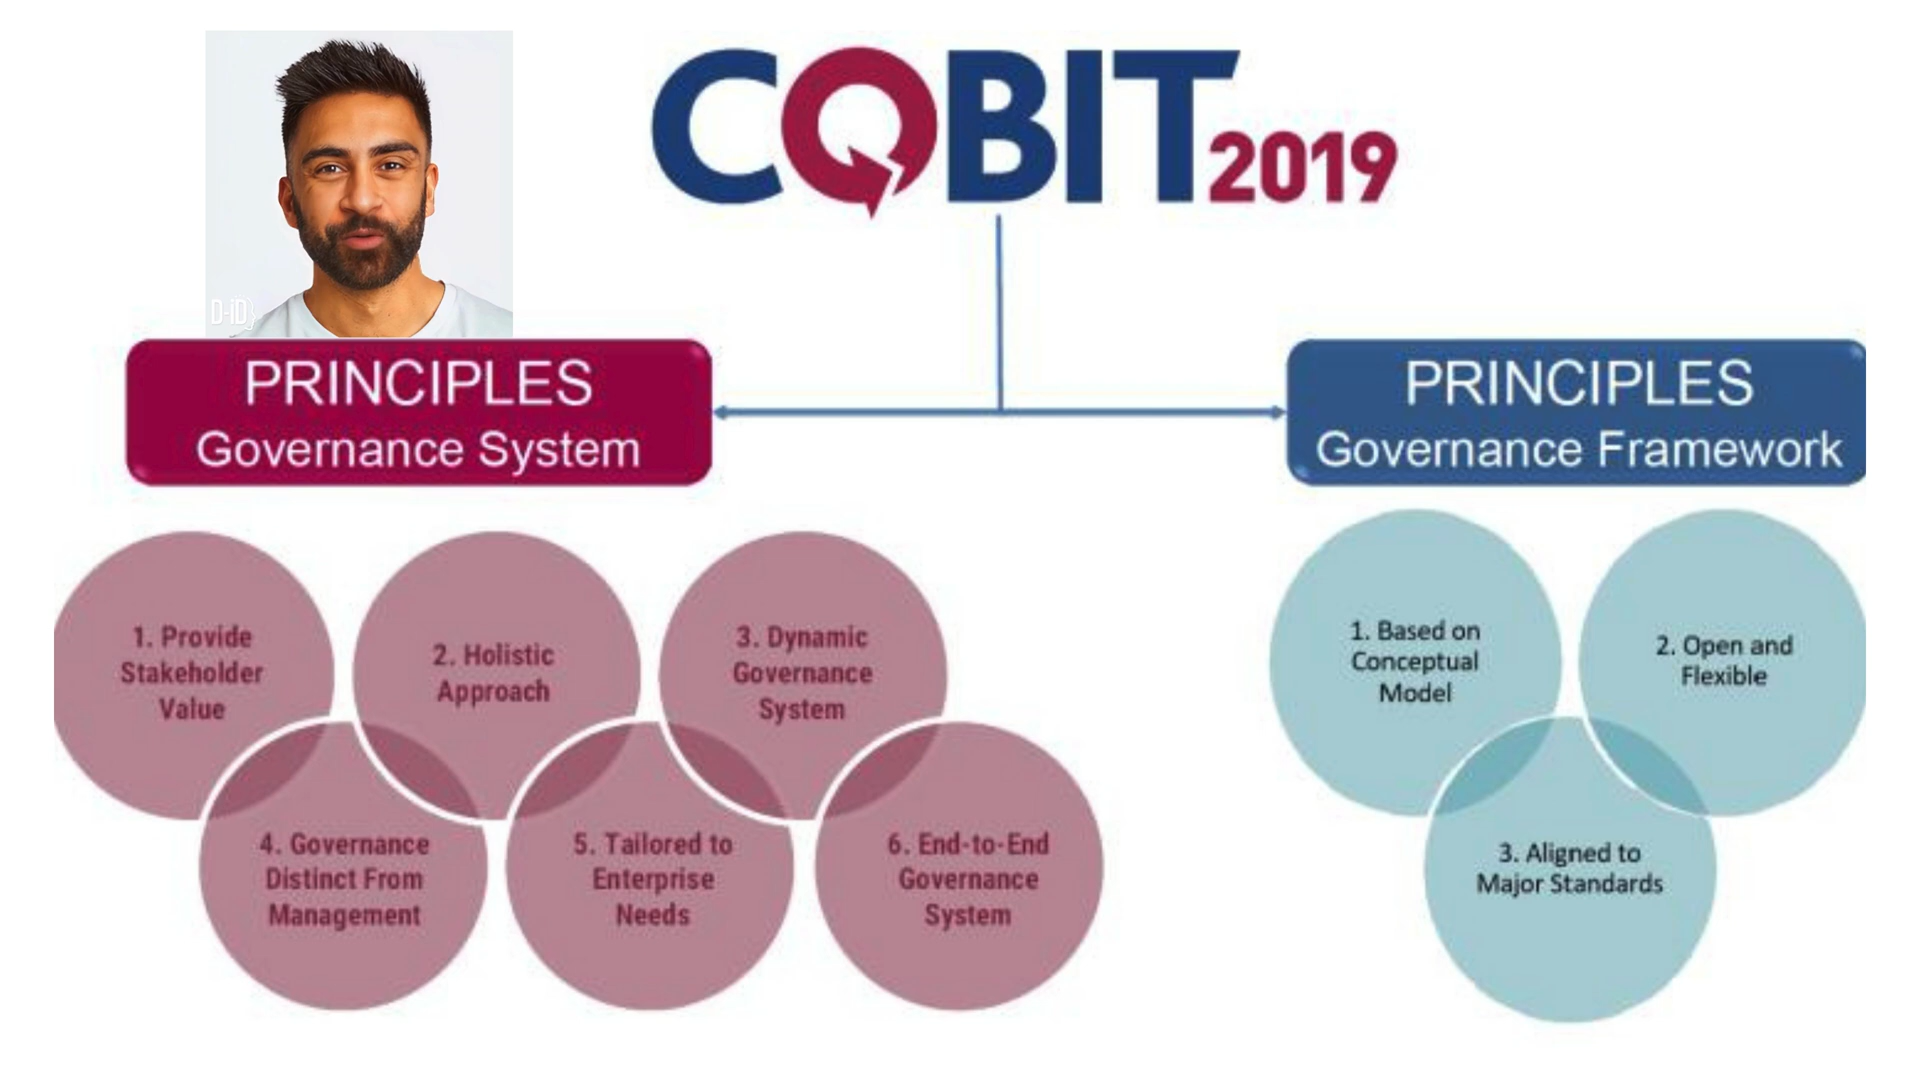 COBIT 2019
D-iD
PRINCIPLES
Governance System
PRINCIPLES
Governance Framework
1. Provide
Stakeholder
Value
2. Holistic
Approach
3. Dynamic
Governance
System
4. Governance
Distinct From
Management
5. Tailored to
Enterprise
Needs
6. End-to-End
Governance
System
1. Based on
Conceptual
Model
2. Open and
Flexible
3. Aligned to
Major Standards